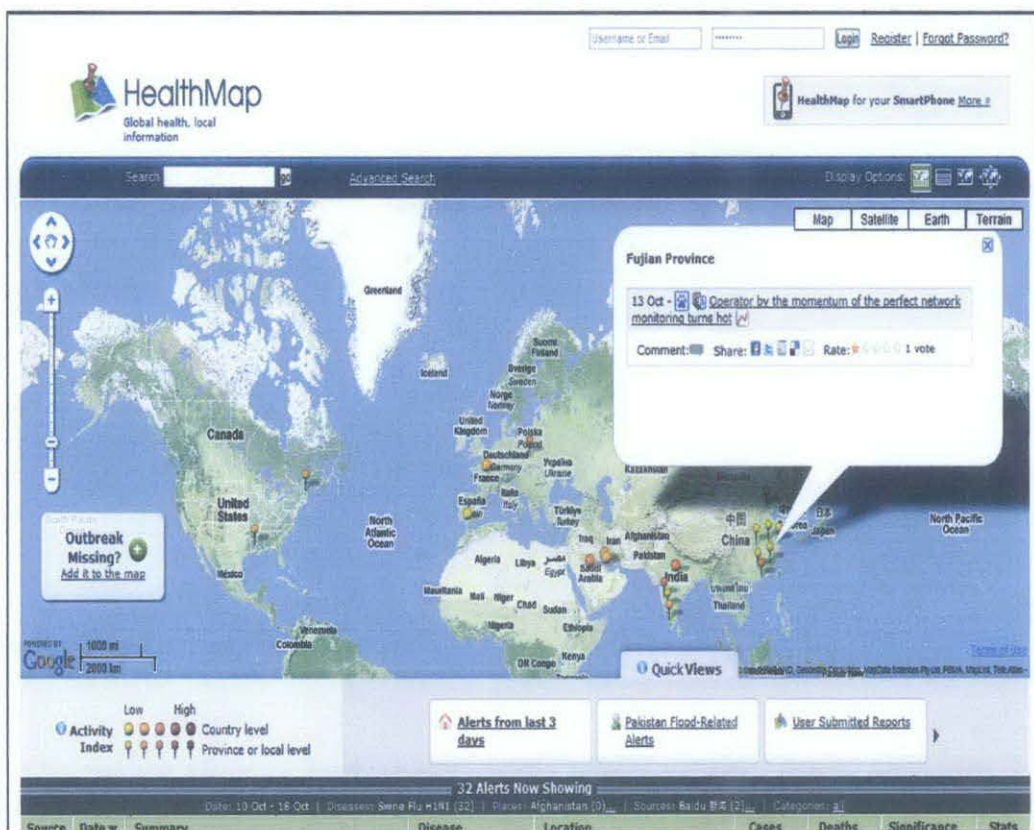 Username or Email ******** Login Register | Forgot Password?
HealthMap
Global health, local
information
HealthMap for your SmartPhone More »
Search go Advanced Search Display Options:
Map Satellite Earth Terrain
Fujian Province
13 Oct - Operator by the momentum of the perfect network
monitoring turns hot
Comment: Share: Rate: 1 vote
Greenland
Iceland
Suomi
Finland
Sverige
Sweden
Norge
Norway
United
Kingdom
Polska
Poland
Deutschland
Germany
France
Україна
Ukraine
Kazakhstan
Canada
United
States
North
Atlantic
Ocean
España
Italia
Italy
Türkiye
Turkey
Iraq
Iran
Afghanistan
Pakistan
中国
China
日本
Japan
North Pacific
Ocean
Algeria
Libya
مصر
Egypt
Saudi
Arabia
India
Thailand
México
Mauritania
Mali
Niger
Chad
Sudan
Nigeria
Ethiopia
Venezuela
Colombia
DR Congo
Kenya
Outbreak
Missing?
Add it to the map
POWERED BY
Google
1000 mi
2000 km
Terms of Use
Quick Views
Low High
Activity Country level
Index Province or local level
Alerts from last 3
days
Pakistan Flood-Related
Alerts
User Submitted Reports
32 Alerts Now Showing
Date: 10 Oct - 16 Oct | Diseases: Swine Flu H1N1 (32) | Places: Afghanistan (0)... | Sources: Baidu (2)... | Categories: all
Source Date Summary Disease Location Cases Deaths Significance Stats